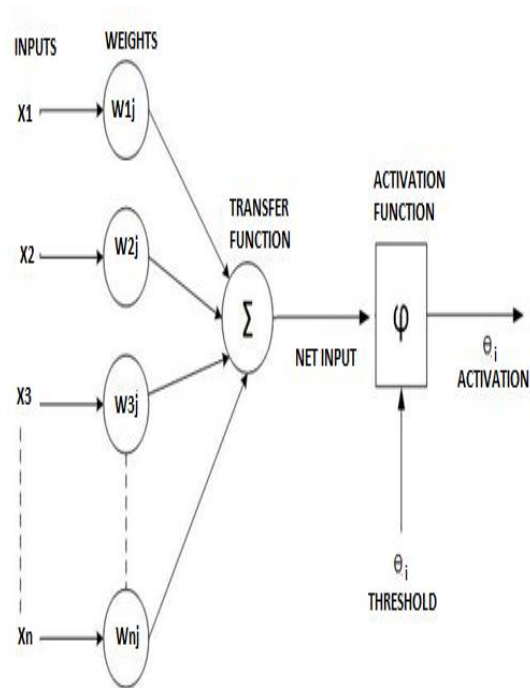 INPUTS
WEIGHTS
X1
W1j
TRANSFER
FUNCTION
ACTIVATION
FUNCTION
X2
W2j
Σ
φ
NET INPUT
θi
ACTIVATION
X3
W3j
θi
THRESHOLD
Xn
Wnj